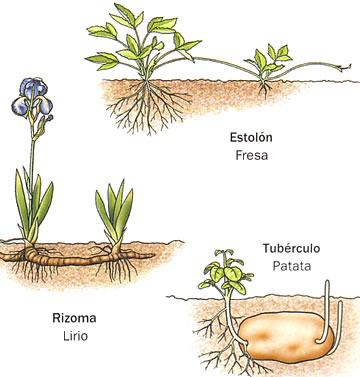 Estolón
Fresa
Tubérculo
Patata
Rizoma
Lirio